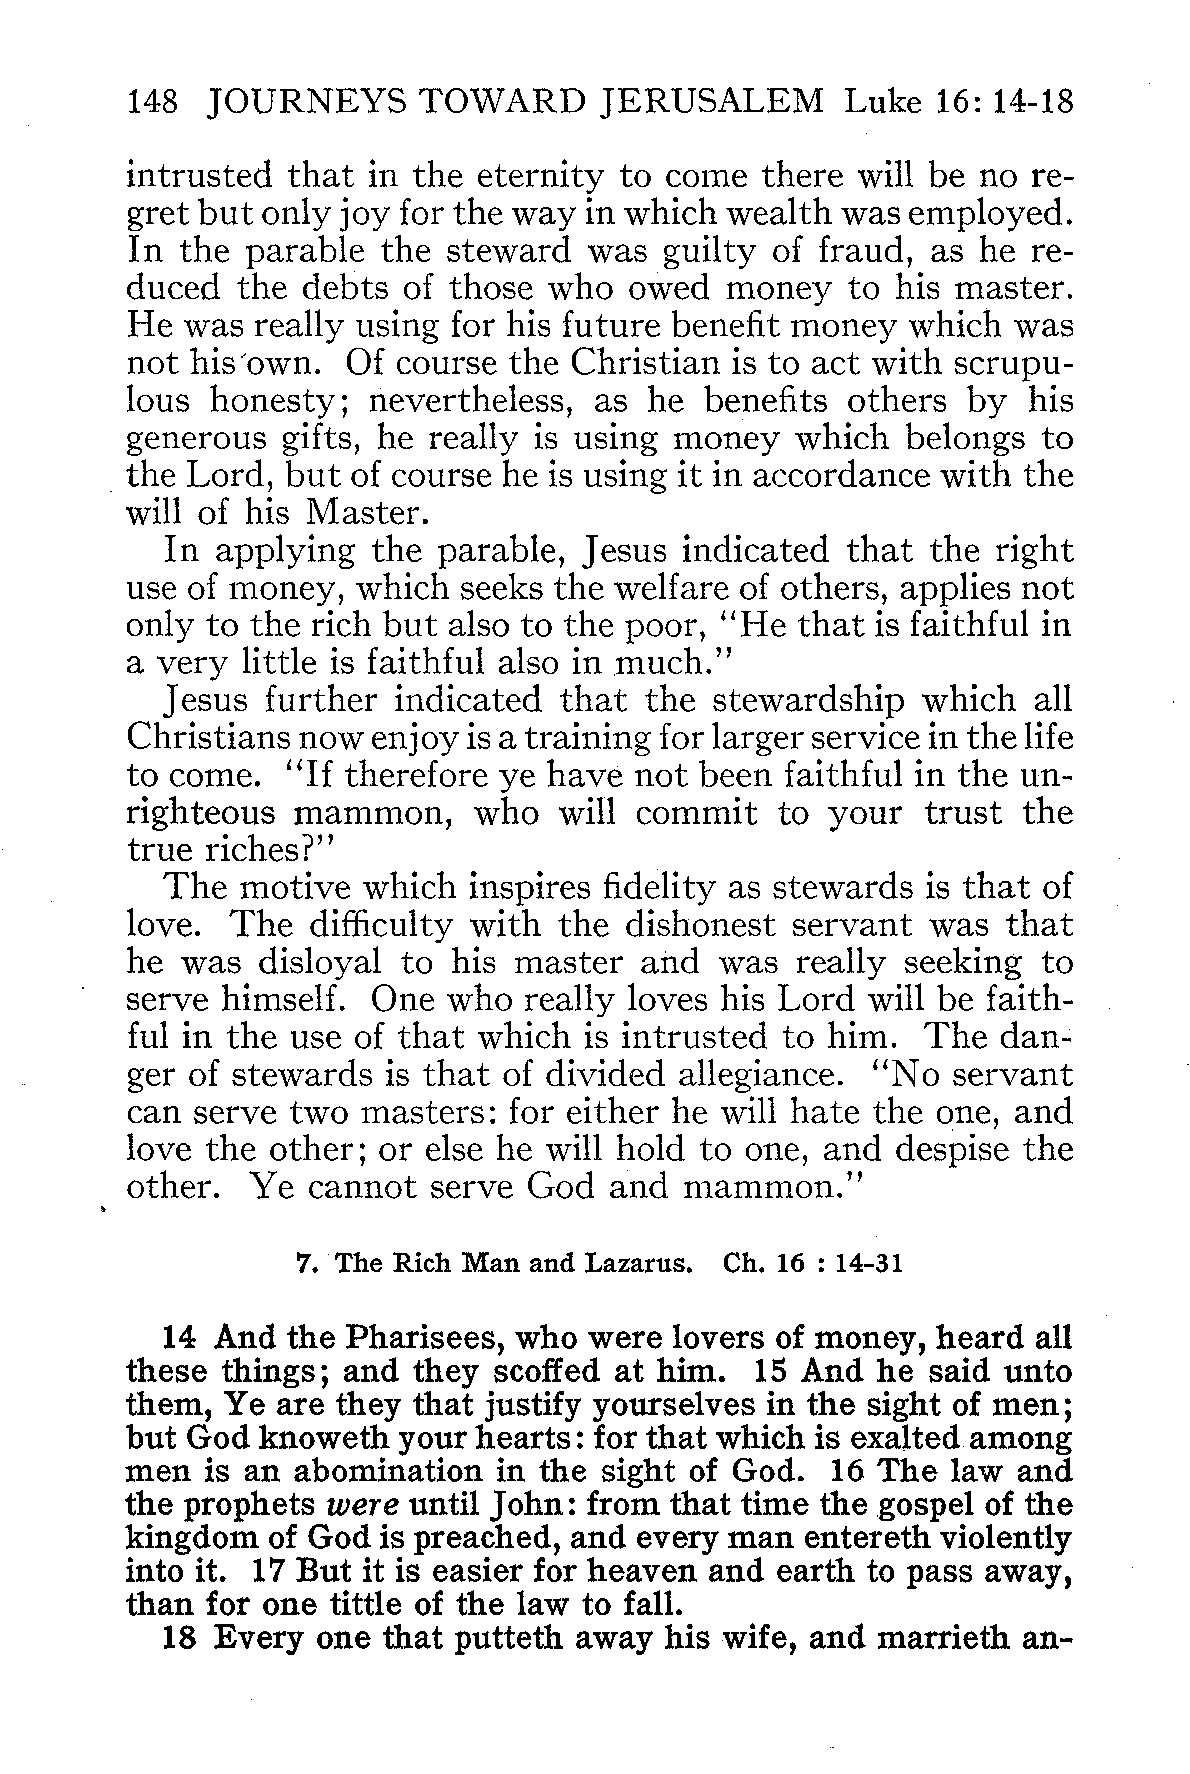 148 JOURNEYS TOWARD JERUSALEM Luke 16: 14-18
intrusted that in the eternity to come there will be no re-
gret but only joy for the way in which wealth was employed.
In the parable the steward was guilty of fraud, as he re-
duced the debts of those who owed money to his master.
He was really using for his future benefit money which was
not his own. Of course the Christian is to act with scrupu-
lous honesty; nevertheless, as he benefits others by his
generous gifts, he really is using money which belongs to
the Lord, but of course he is using it in accordance with the
will of his Master.
In applying the parable, Jesus indicated that the right
use of money, which seeks the welfare of others, applies not
only to the rich but also to the poor, "He that is faithful in
a very little is faithful also in much."
Jesus further indicated that the stewardship which all
Christians now enjoy is a training for larger service in the life
to come. "If therefore ye have not been faithful in the un-
righteous mammon, who will commit to your trust the
true riches?"
The motive which inspires fidelity as stewards is that of
love. The difficulty with the dishonest servant was that
he was disloyal to his master and was really seeking to
serve himself. One who really loves his Lord will be faith-
ful in the use of that which is intrusted to him. The dan-
ger of stewards is that of divided allegiance. "No servant
can serve two masters: for either he will hate the one, and
love the other; or else he will hold to one, and despise the
other. Ye cannot serve God and mammon."
7. The Rich Man and Lazarus. Ch. 16 : 14-31
14 And the Pharisees, who were lovers of money, heard all
these things; and they scoffed at him. 15 And he said unto
them, Ye are they that justify yourselves in the sight of men;
but God knoweth your hearts: for that which is exalted among
men is an abomination in the sight of God. 16 The law and
the prophets were until John: from that time the gospel of the
kingdom of God is preached, and every man entereth violently
into it. 17 But it is easier for heaven and earth to pass away,
than for one tittle of the law to fall.
18 Every one that putteth away his wife, and marrieth an-